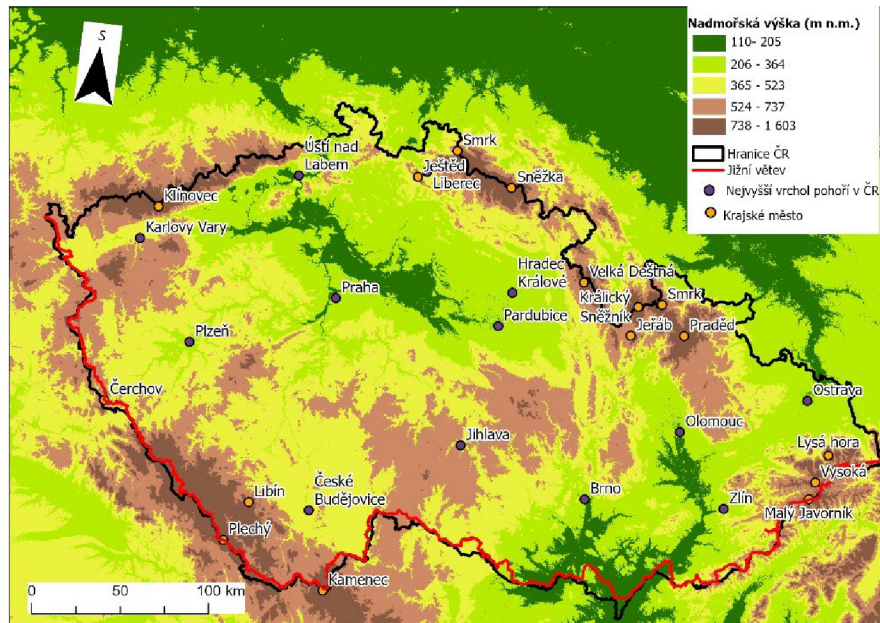 Nadmořská výška (m n.m.)
110- 205
206 - 364
365 - 523
524 - 737
738 - 1 603
Hranice ČR
Jižní větev
Nejvyšší vrchol pohoří v ČR
Krajské město
S
Smrk
Úští nad
Labem
Ještěd
Liberec
Sněžka
Klínovec
Karlovy Vary
Hradec
Králové
Velká Deštná
Praha
Králický
Sněžník
Smrk
Pardubice
Jeřáb
Praděd
Plzeň
Čerchov
Ostrava
Jihlava
Olomouc
Lysá hora
Vysoká
Libín
České
Budějovice
Brno
Zlín
Malý Javorník
Plechý
Kamenec
0 50 100 km